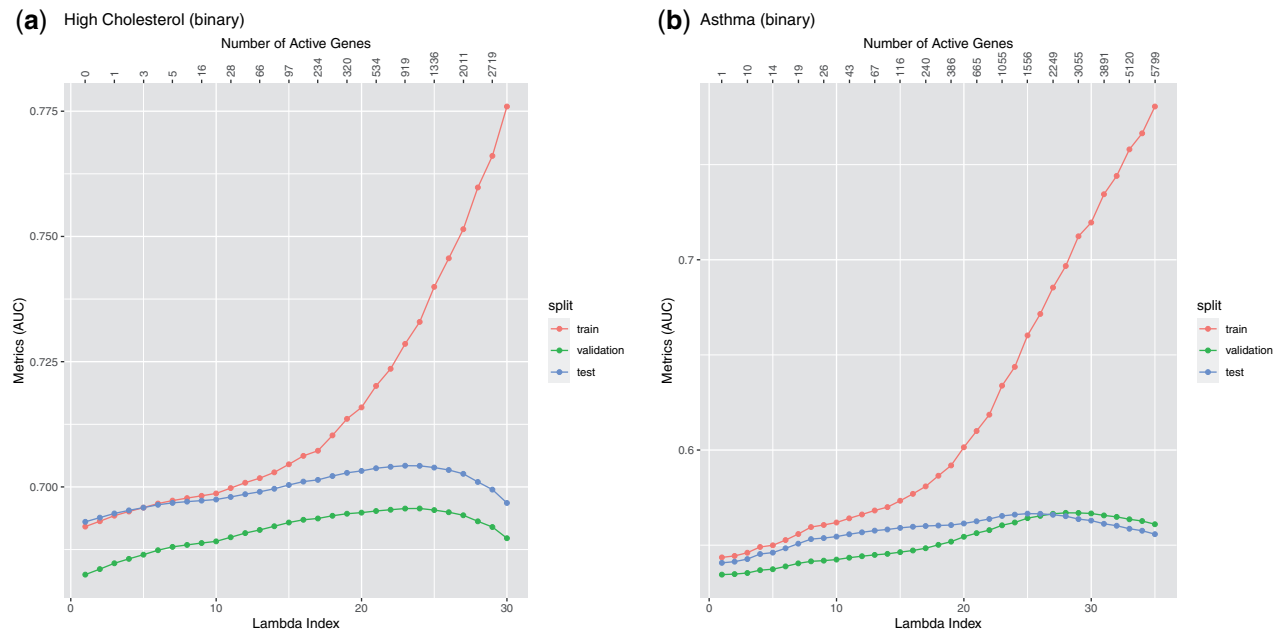 (a) High Cholesterol (binary)
Number of Active Genes
0 1 3 5 16 28 66 97 234 320 534 919 1336 2011 2719
0.775
0.750
0.725
0.700
Metrics (AUC)
0 10 20 30
Lambda Index
split
train
validation
test
(b) Asthma (binary)
Number of Active Genes
1 10 14 19 26 43 67 116 240 386 665 1055 1556 2249 3055 3891 5120 5799
0.7
0.6
Metrics (AUC)
0 10 20 30
Lambda Index
split
train
validation
test